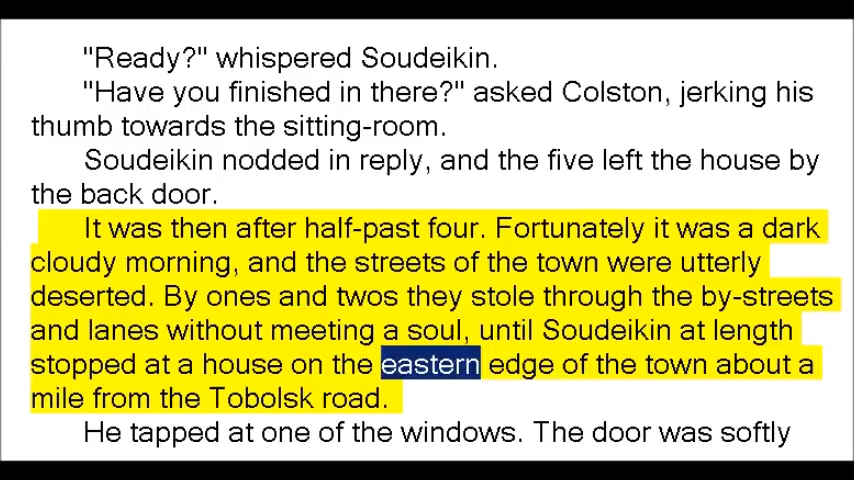 "Ready?" whispered Soudeikin.
"Have you finished in there?" asked Colston, jerking his
thumb towards the sitting-room.
Soudeikin nodded in reply, and the five left the house by
the back door.
It was then after half-past four. Fortunately it was a dark
cloudy morning, and the streets of the town were utterly
deserted. By ones and twos they stole through the by-streets
and lanes without meeting a soul, until Soudeikin at length
stopped at a house on the eastern edge of the town about a
mile from the Tobolsk road.
He tapped at one of the windows. The door was softly